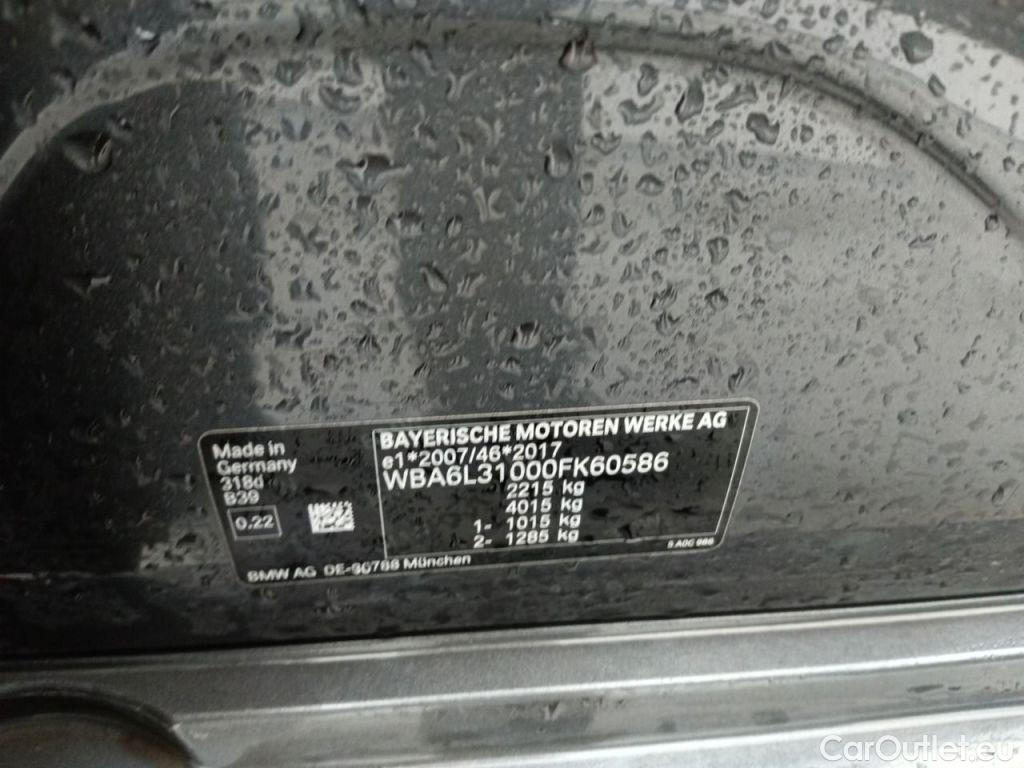 Made in
Germany
318d
B39
0.22
BMW AG DE-80788 München
BAYERISCHE MOTOREN WERKE AG
e1*2007/46*2017
WBA6L31000FK60586
2215 kg
4015 kg
1- 1015 kg
2- 1285 kg
CarOutlet.eu